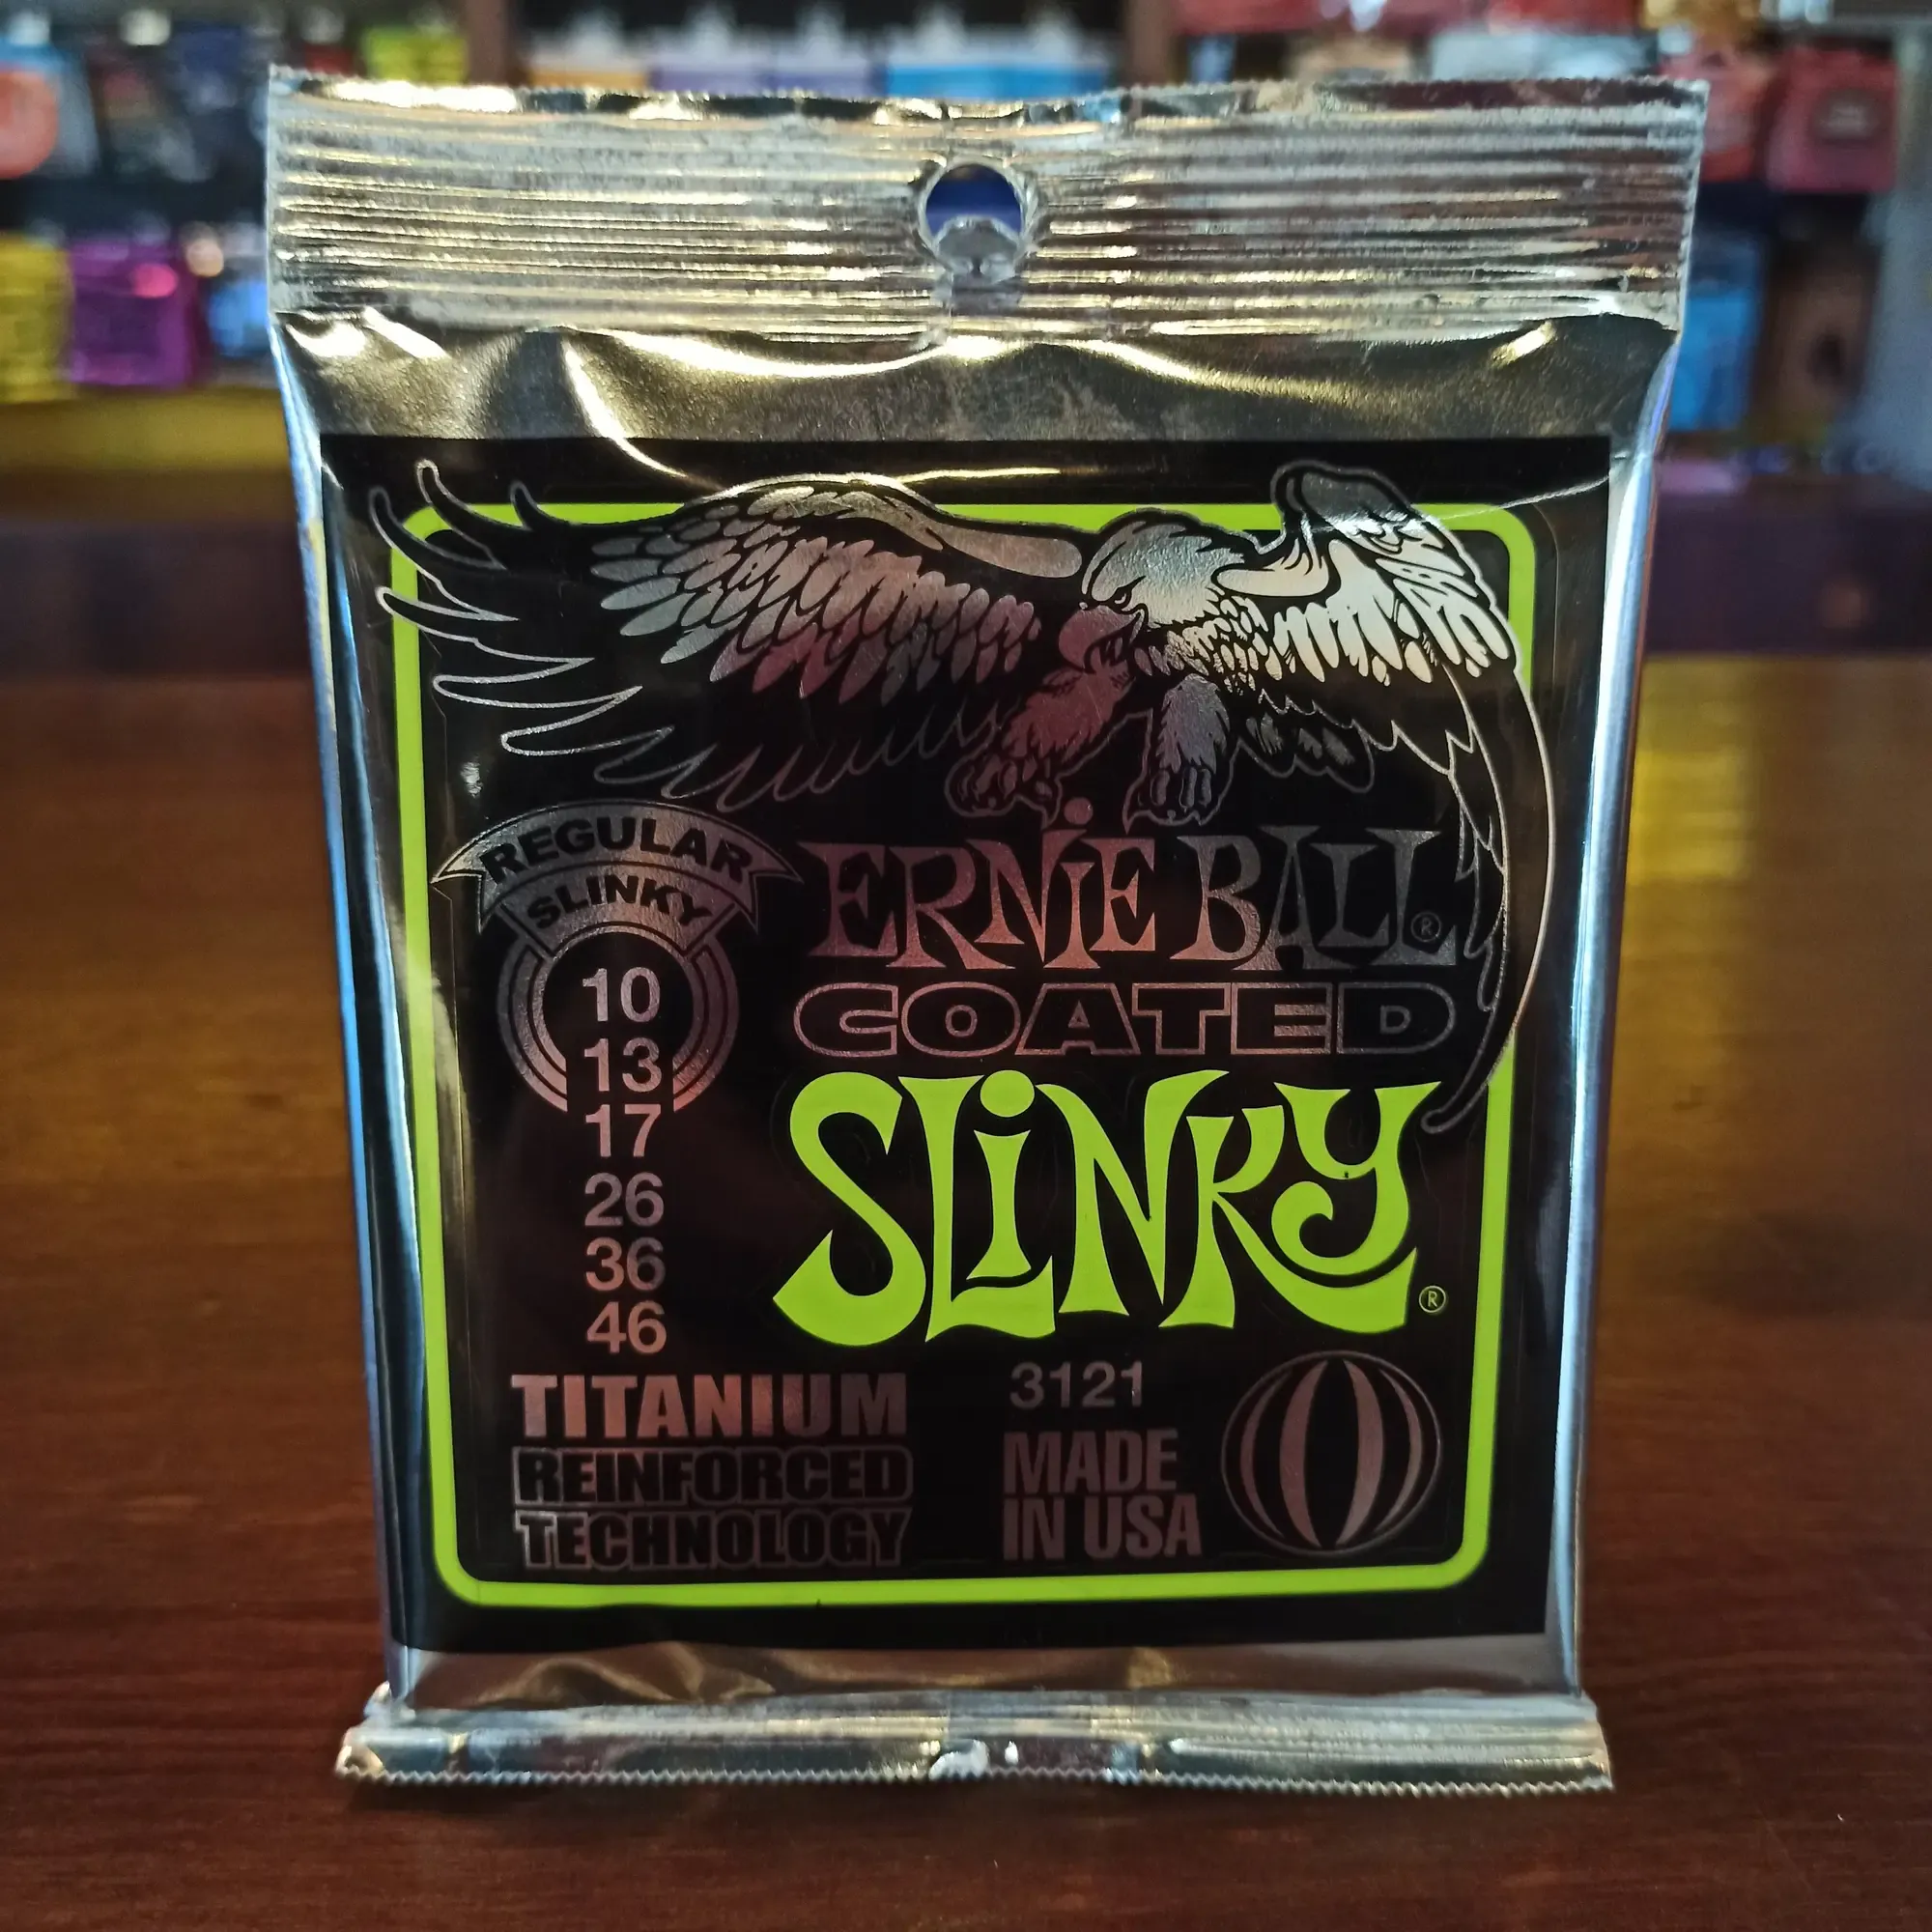 REGULAR
SLINKY
10
13
17
26
36
46
ERNIE BALL®
COATED
SLINKY®
TITANIUM
REINFORCED
TECHNOLOGY
3121
MADE
IN USA